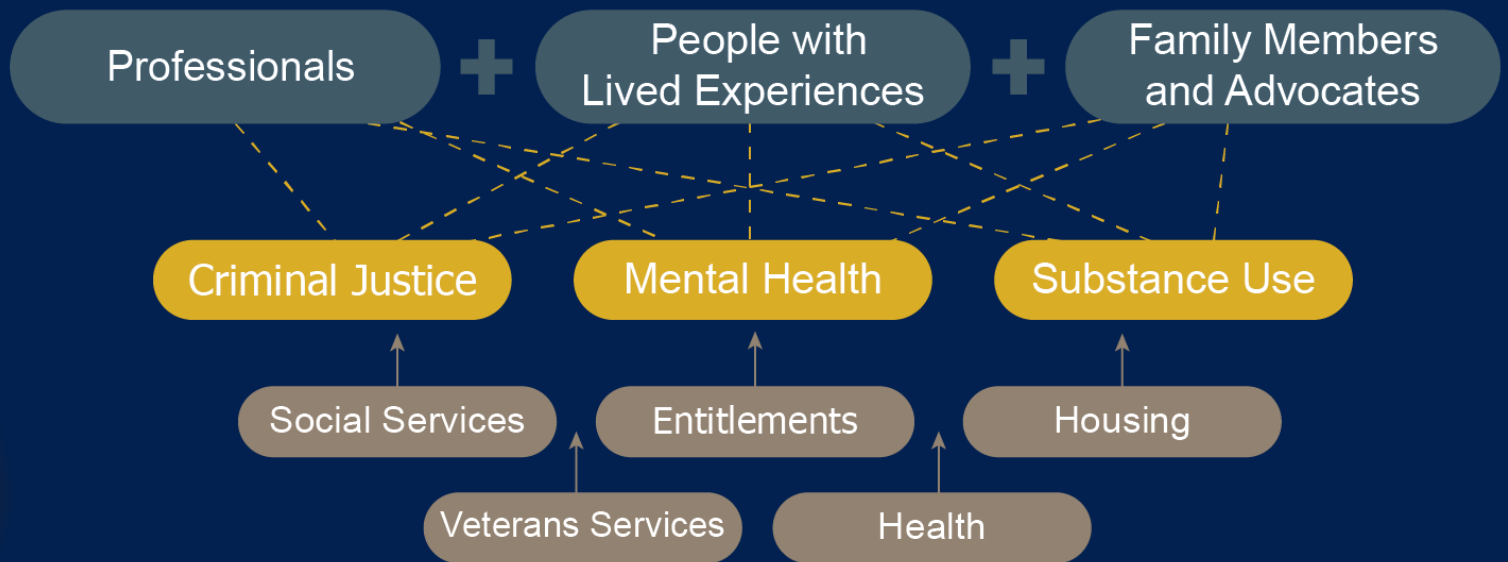 Professionals
People with
Lived Experiences
Family Members
and Advocates
Criminal Justice
Mental Health
Substance Use
Social Services
Entitlements
Housing
Veterans Services
Health